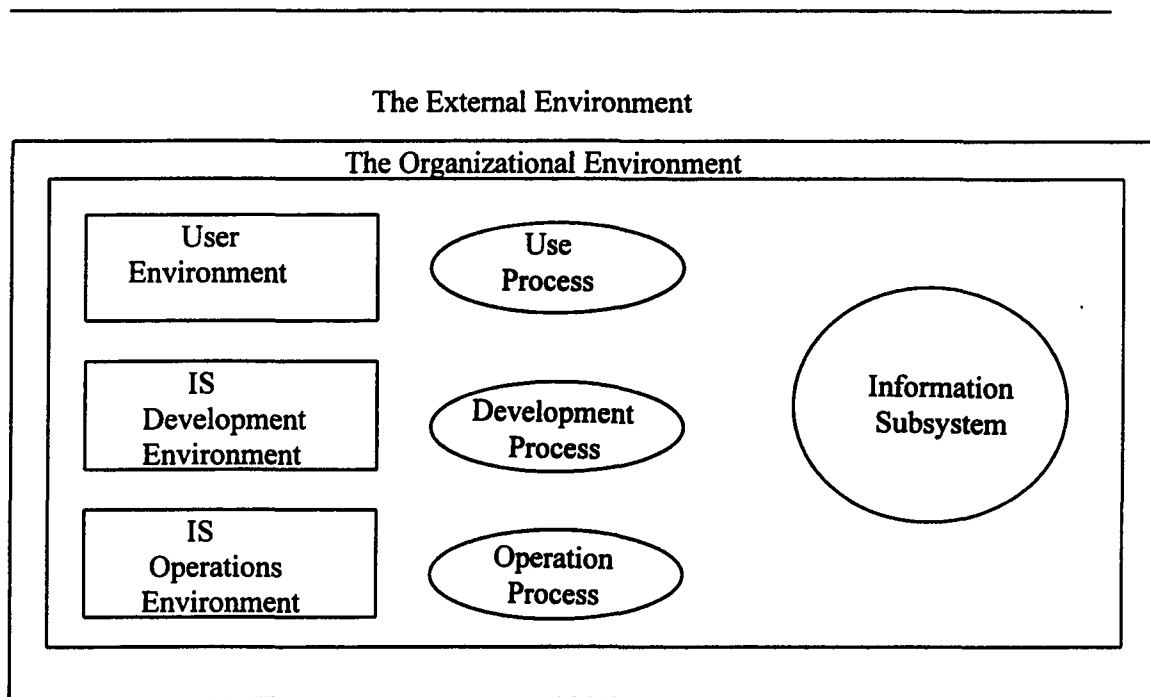 The External Environment
The Organizational Environment
User
Environment
Use
Process
IS
Development
Environment
Development
Process
Information
Subsystem
IS
Operations
Environment
Operation
Process